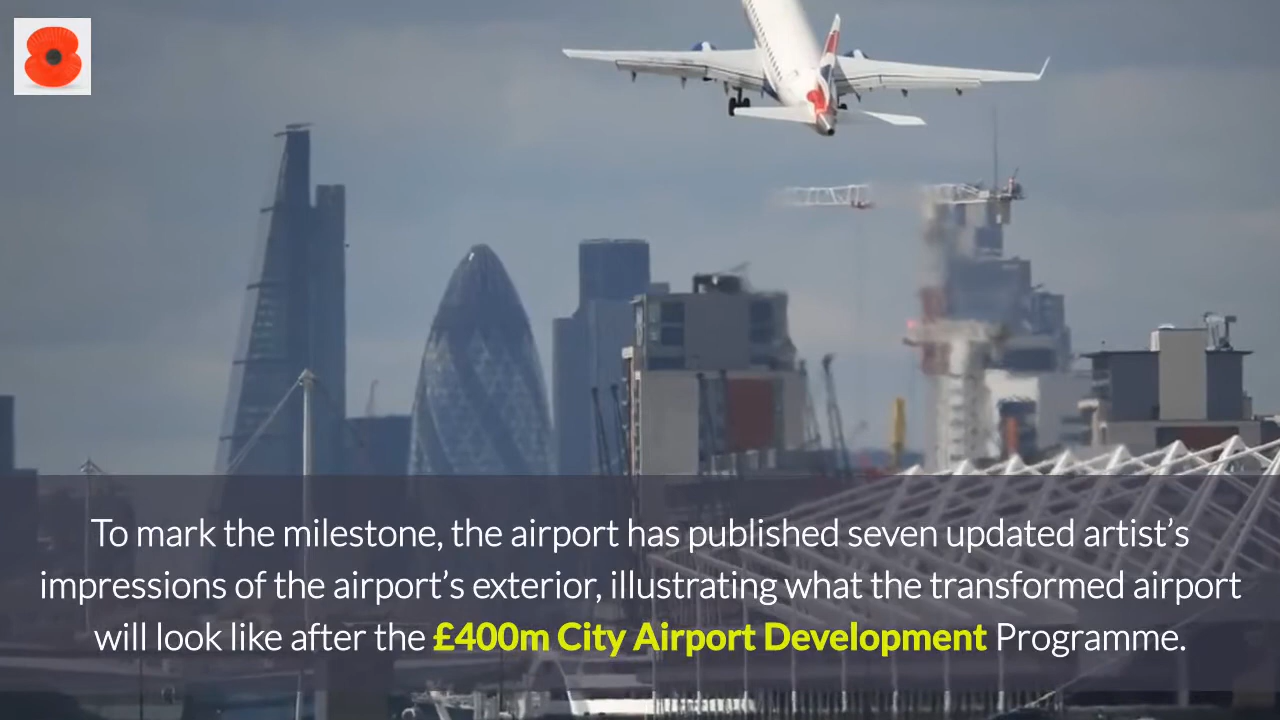 To mark the milestone, the airport has published seven updated artist’s
impressions of the airport’s exterior, illustrating what the transformed airport
will look like after the £400m City Airport Development Programme.